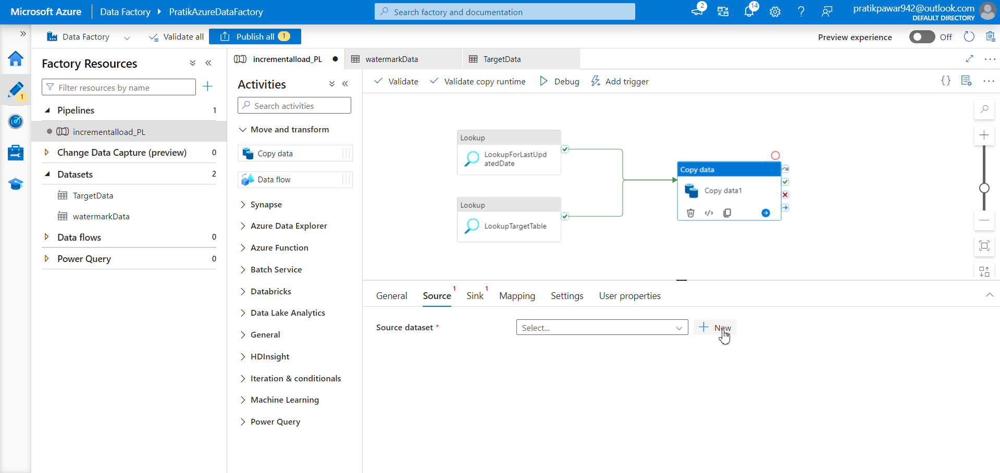 Microsoft Azure
Data Factory
PratikAzureDataFactory
Search factory and documentation
2
14
pratikpawar942@outlook.com
DEFAULT DIRECTORY
Data Factory
Validate all
Publish all 1
Preview experience
Off
1
Factory Resources
Filter resources by name
Pipelines 1
incrementalload_PL
Change Data Capture (preview) 0
Datasets 2
TargetData
watermarkData
Data flows 0
Power Query 0
incrementalload_PL
watermarkData
TargetData
Activities
Search activities
Move and transform
Copy data
Data flow
Synapse
Azure Data Explorer
Azure Function
Batch Service
Databricks
Data Lake Analytics
General
HDInsight
Iteration & conditionals
Machine Learning
Power Query
Validate
Validate copy runtime
Debug
Add trigger
Lookup
LookupForLastUpd
atedDate
Lookup
LookupTargetTable
Copy data
Copy data1
General
Source 1
Sink 1
Mapping
Settings
User properties
Source dataset *
Select...
New